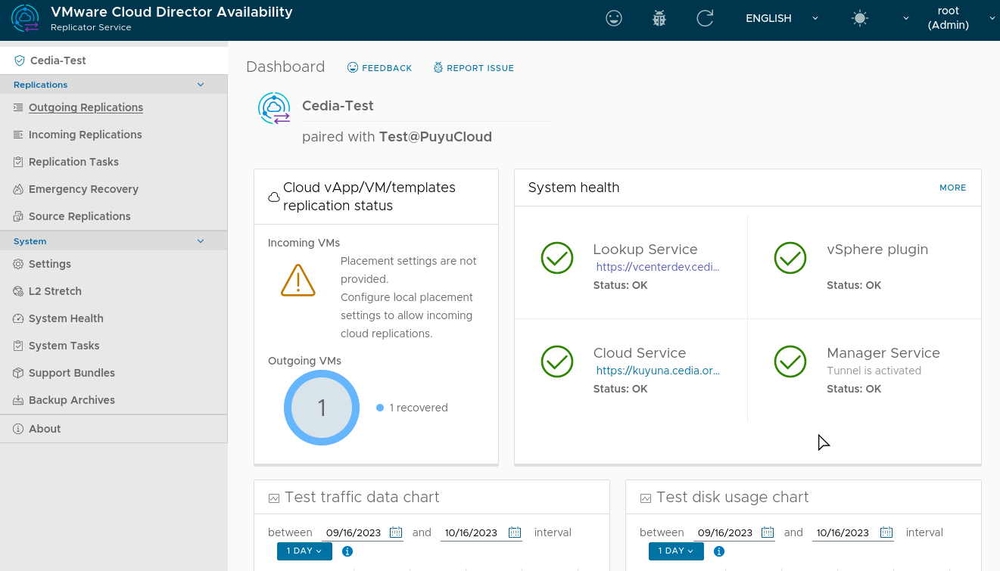 VMware Cloud Director Availability
Replicator Service
ENGLISH
root
(Admin)
Cedia-Test
Replications
Outgoing Replications
Incoming Replications
Replication Tasks
Emergency Recovery
Source Replications
System
Settings
L2 Stretch
System Health
System Tasks
Support Bundles
Backup Archives
About
Dashboard
FEEDBACK
REPORT ISSUE
Cedia-Test
paired with Test@PuyuCloud
Cloud vApp/VM/templates
replication status
Incoming VMs
Placement settings are not
provided.
Configure local placement
settings to allow incoming
cloud replications.
Outgoing VMs
1
1 recovered
System health
MORE
Lookup Service
https://vcenterdev.cedi...
Status: OK
vSphere plugin
Status: OK
Cloud Service
https://kuyuna.cedia.or...
Status: OK
Manager Service
Tunnel is activated
Status: OK
Test traffic data chart
between 09/16/2023 and 10/16/2023 interval
1 DAY
Test disk usage chart
between 09/16/2023 and 10/16/2023 interval
1 DAY